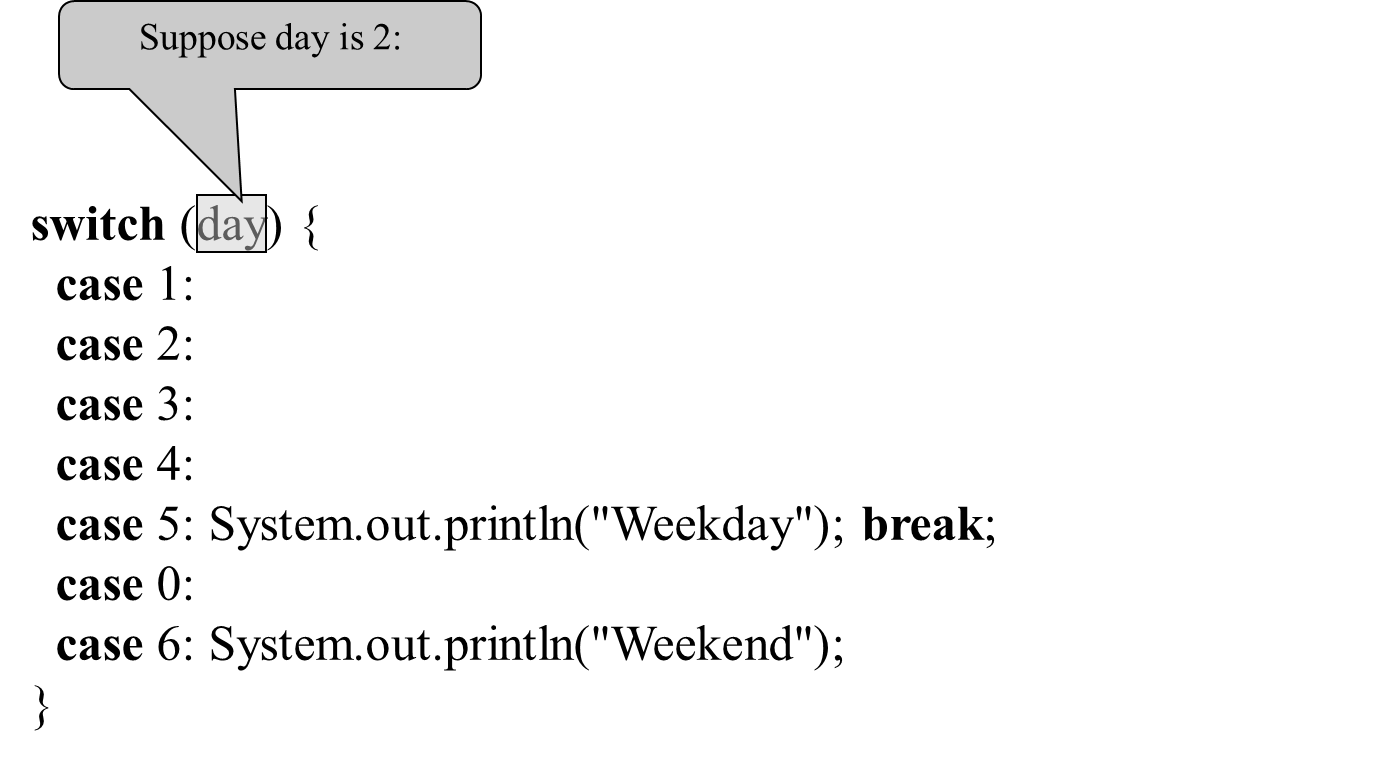 Suppose day is 2:
switch (day) {
case 1:
case 2:
case 3:
case 4:
case 5: System.out.println("Weekday"); break;
case 0:
case 6: System.out.println("Weekend");
}